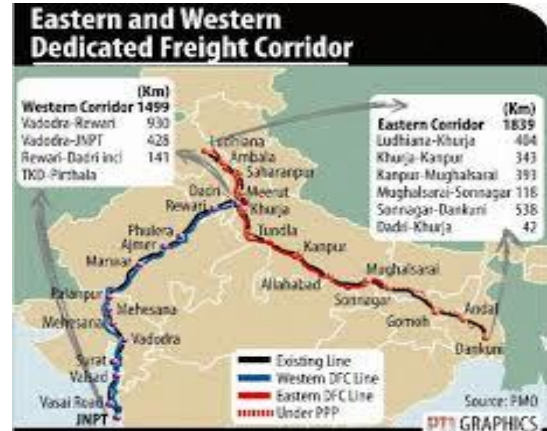 Eastern and Western
Dedicated Freight Corridor
(Km)
Western Corridor 1499
Vadodra-Rewari 930
Vadodra-JNPT 428
Rewari-Dadri incl 141
TKD-Pirthala
(Km)
Eastern Corridor 1839
Ludhiana-Khurja 404
Khurja-Kanpur 343
Kanpur-Mughalsarai 393
Mughalsarai-Sonnagar 118
Sonnagar-Dankuni 538
Dadri-Khurja 42
Ludhiana
Ambala
Saharanpur
Dadri
Meerut
Rewari
Khurja
Phulera
Tundla
Ajmer
Kanpur
Marwar
Mughalsarai
Allahabad
Palanpur
Sonnagar
Andal
Mehesana
Gomoh
Mehesana
Vadodra
Dankuni
Surat
Valsad
Vasai Road
JNPT
Existing Line
Western DFC Line
Eastern DFC Line
Under PPP
Source: PMO
PTI GRAPHICS